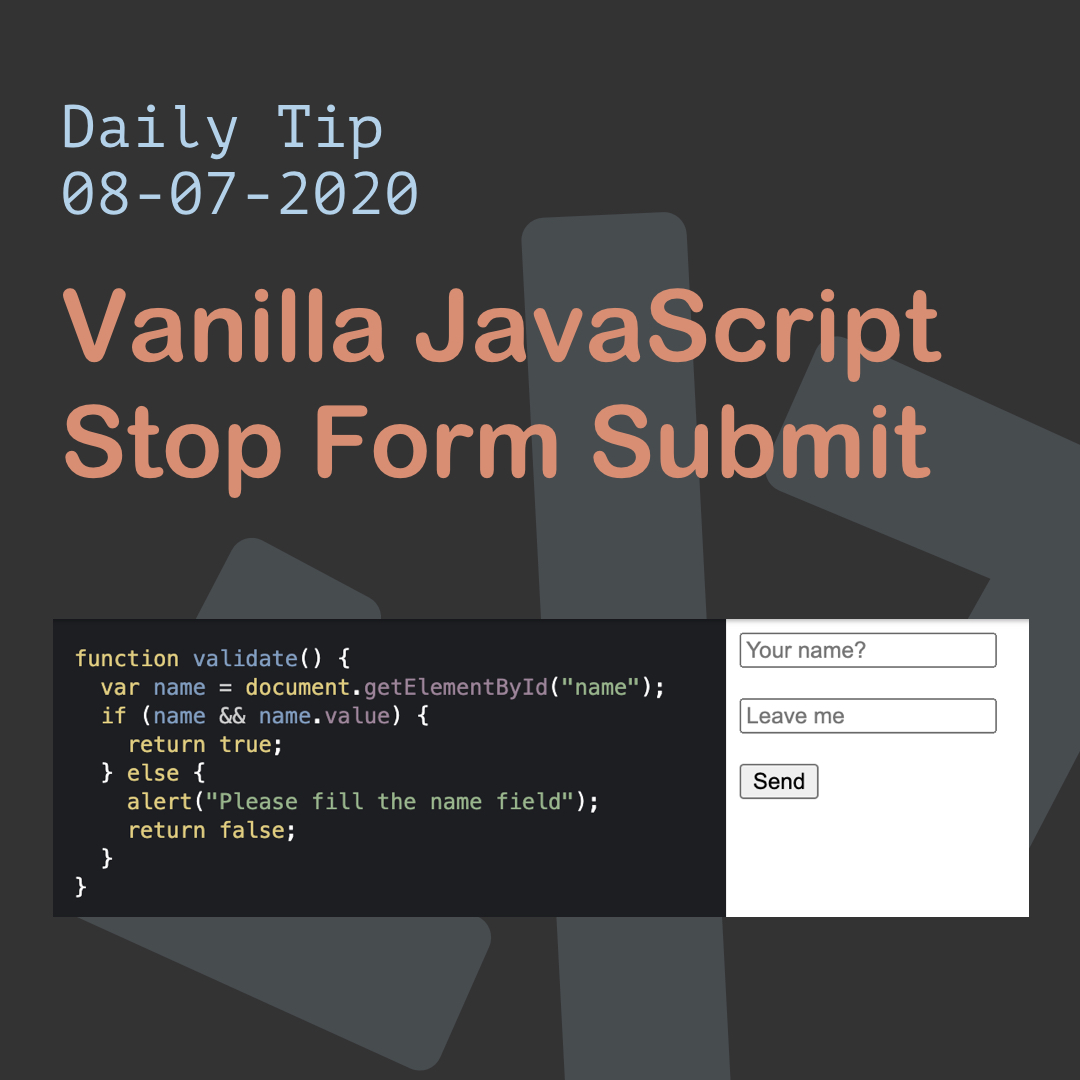 Daily Tip
08-07-2020
Vanilla JavaScript
Stop Form Submit
function validate() {
  var name = document.getElementById("name");
  if (name && name.value) {
    return true;
  } else {
    alert("Please fill the name field");
    return false;
  }
}
Your name?
Leave me
Send